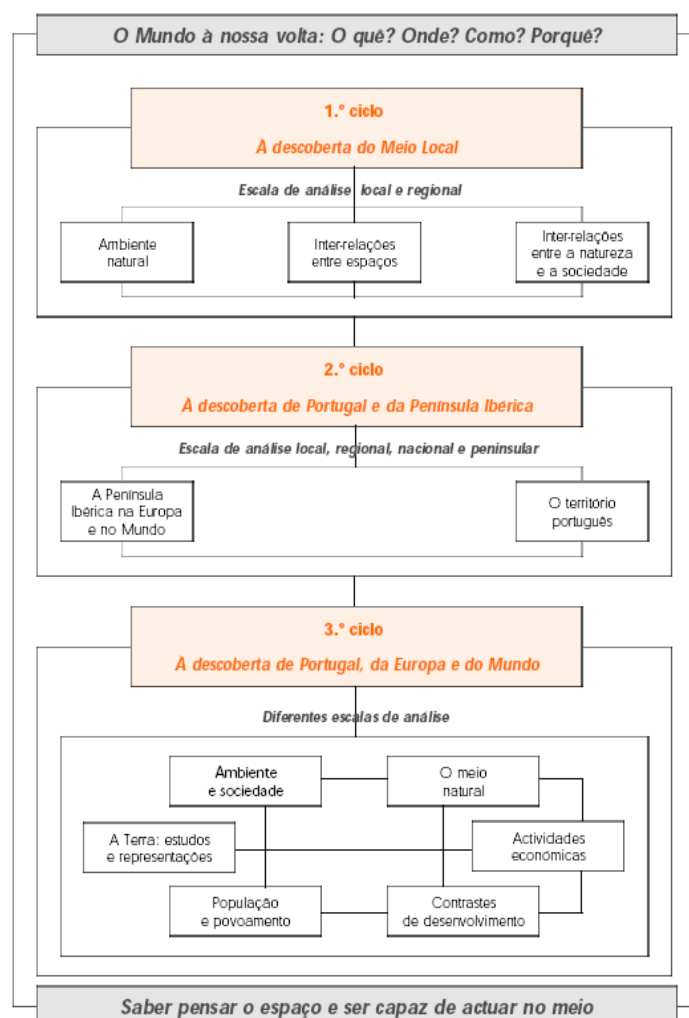 O Mundo à nossa volta: O quê? Onde? Como? Porquê?
1.º ciclo
À descoberta do Meio Local
Escala de análise local e regional
Ambiente
natural
Inter-relações
entre espaços
Inter-relações
entre a natureza
e a sociedade
2.º ciclo
À descoberta de Portugal e da Península Ibérica
Escala de análise local, regional, nacional e peninsular
A Península
Ibérica na Europa
e no Mundo
O território
português
3.º ciclo
À descoberta de Portugal, da Europa e do Mundo
Diferentes escalas de análise
Ambiente
e sociedade
O meio
natural
A Terra: estudos
e representações
Actividades
económicas
População
e povoamento
Contrastes
de desenvolvimento
Saber pensar o espaço e ser capaz de actuar no meio